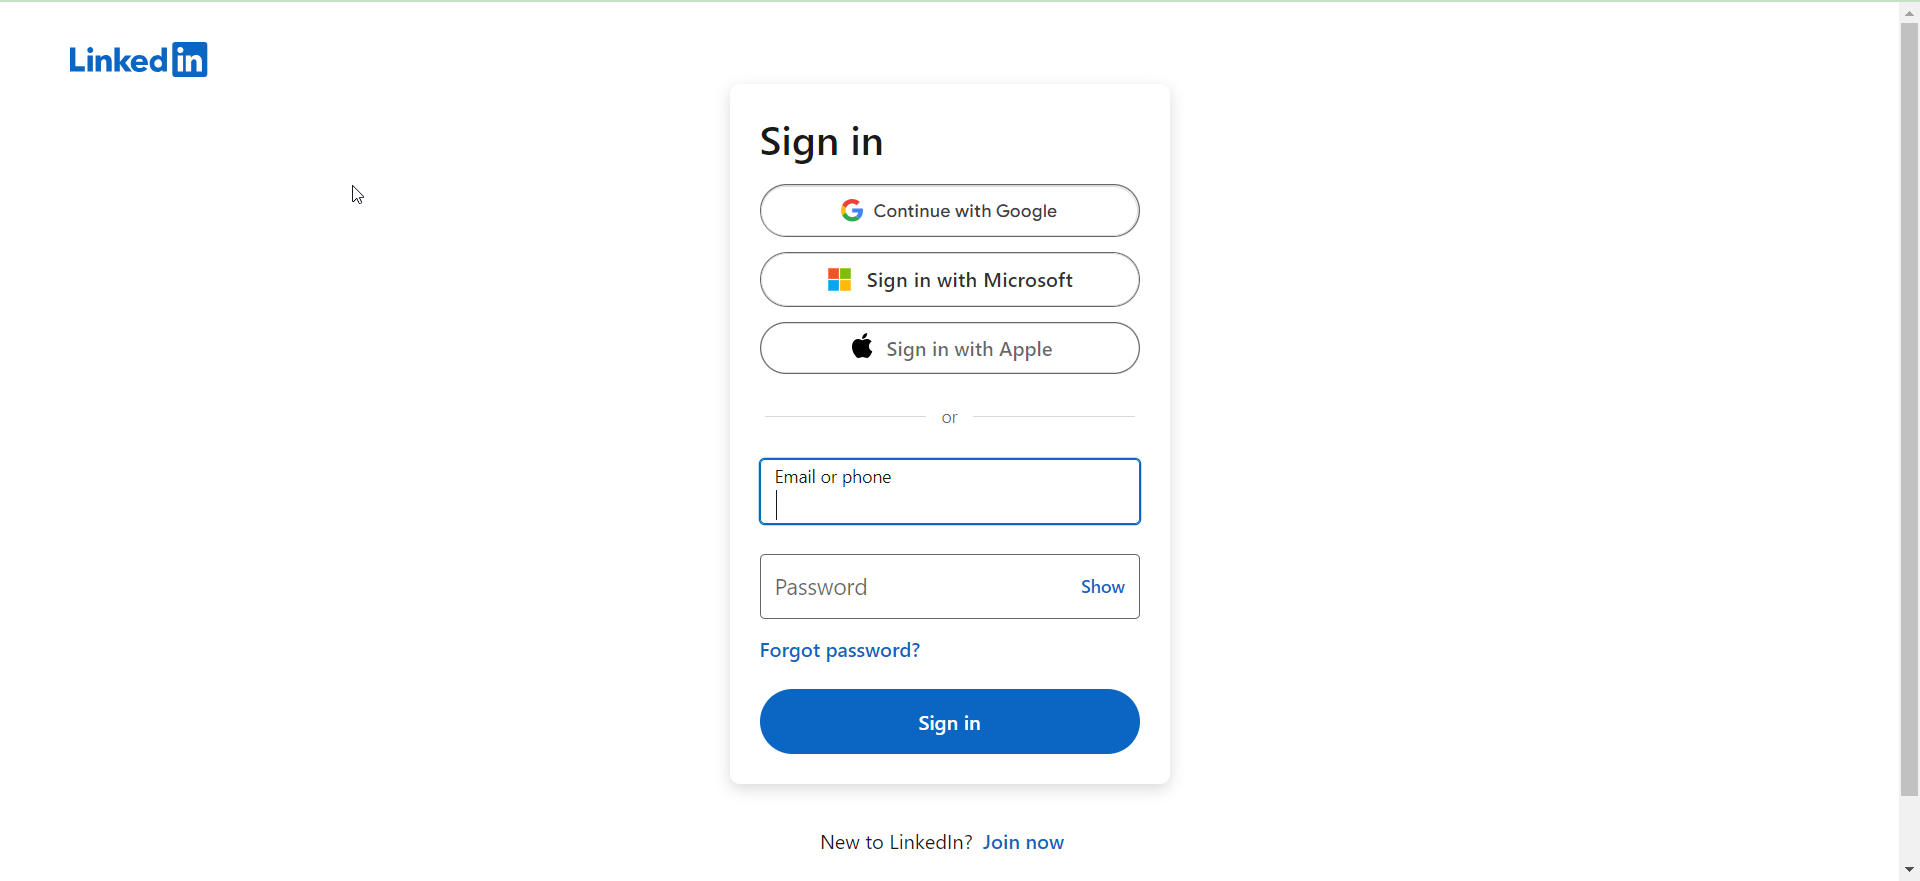 Linked in
Sign in
Continue with Google
Sign in with Microsoft
Sign in with Apple
or
Email or phone
Password Show
Forgot password?
Sign in
New to LinkedIn? Join now